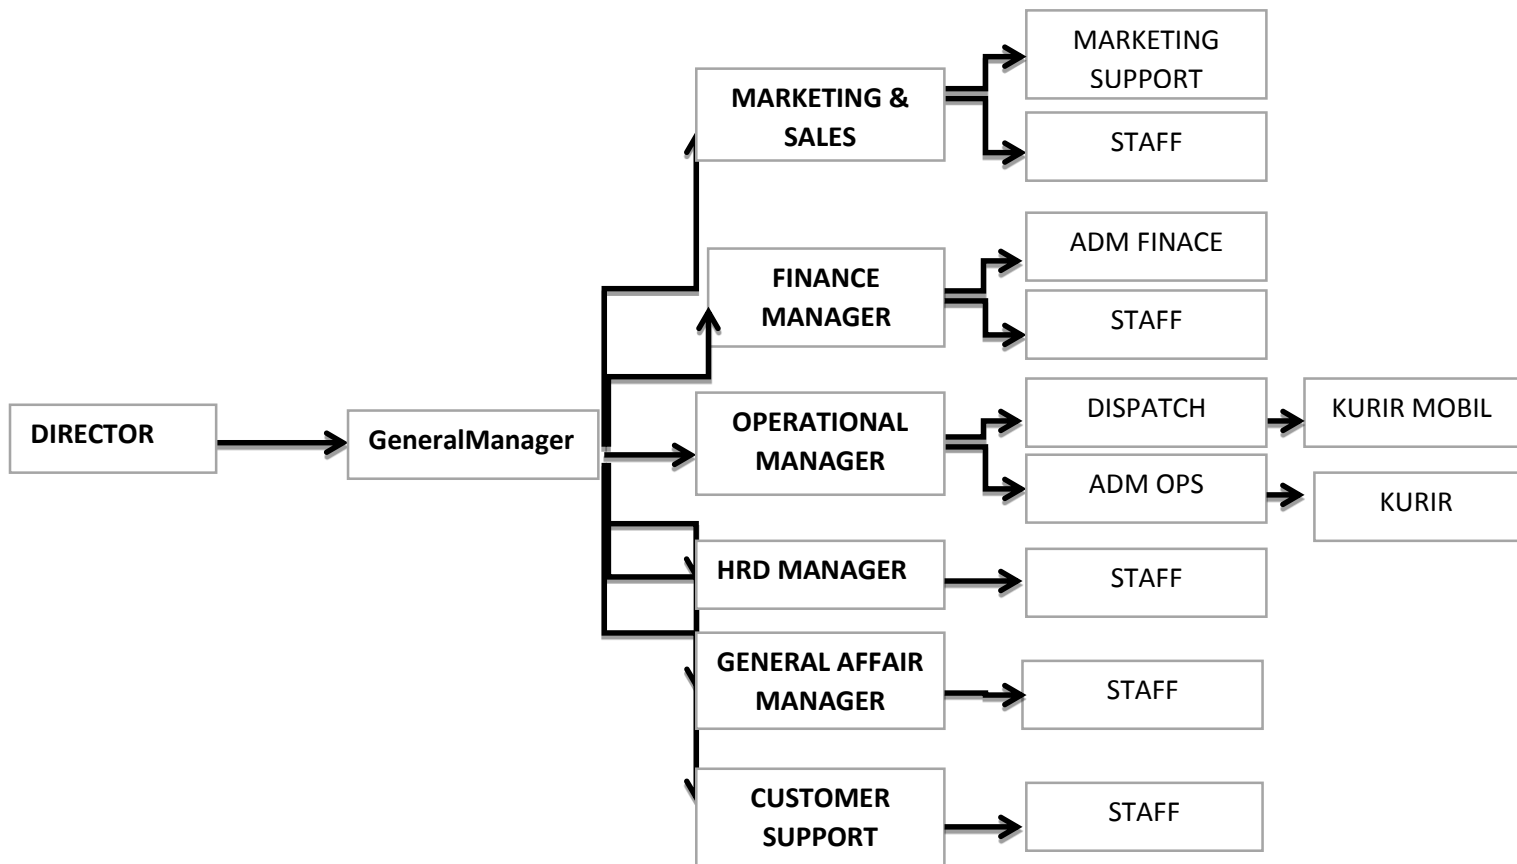 DIRECTOR
GeneralManager
MARKETING &
SALES
MARKETING
SUPPORT
STAFF
FINANCE
MANAGER
ADM FINACE
STAFF
OPERATIONAL
MANAGER
DISPATCH
KURIR MOBIL
ADM OPS
KURIR
HRD MANAGER
STAFF
GENERAL AFFAIR
MANAGER
STAFF
CUSTOMER
SUPPORT
STAFF